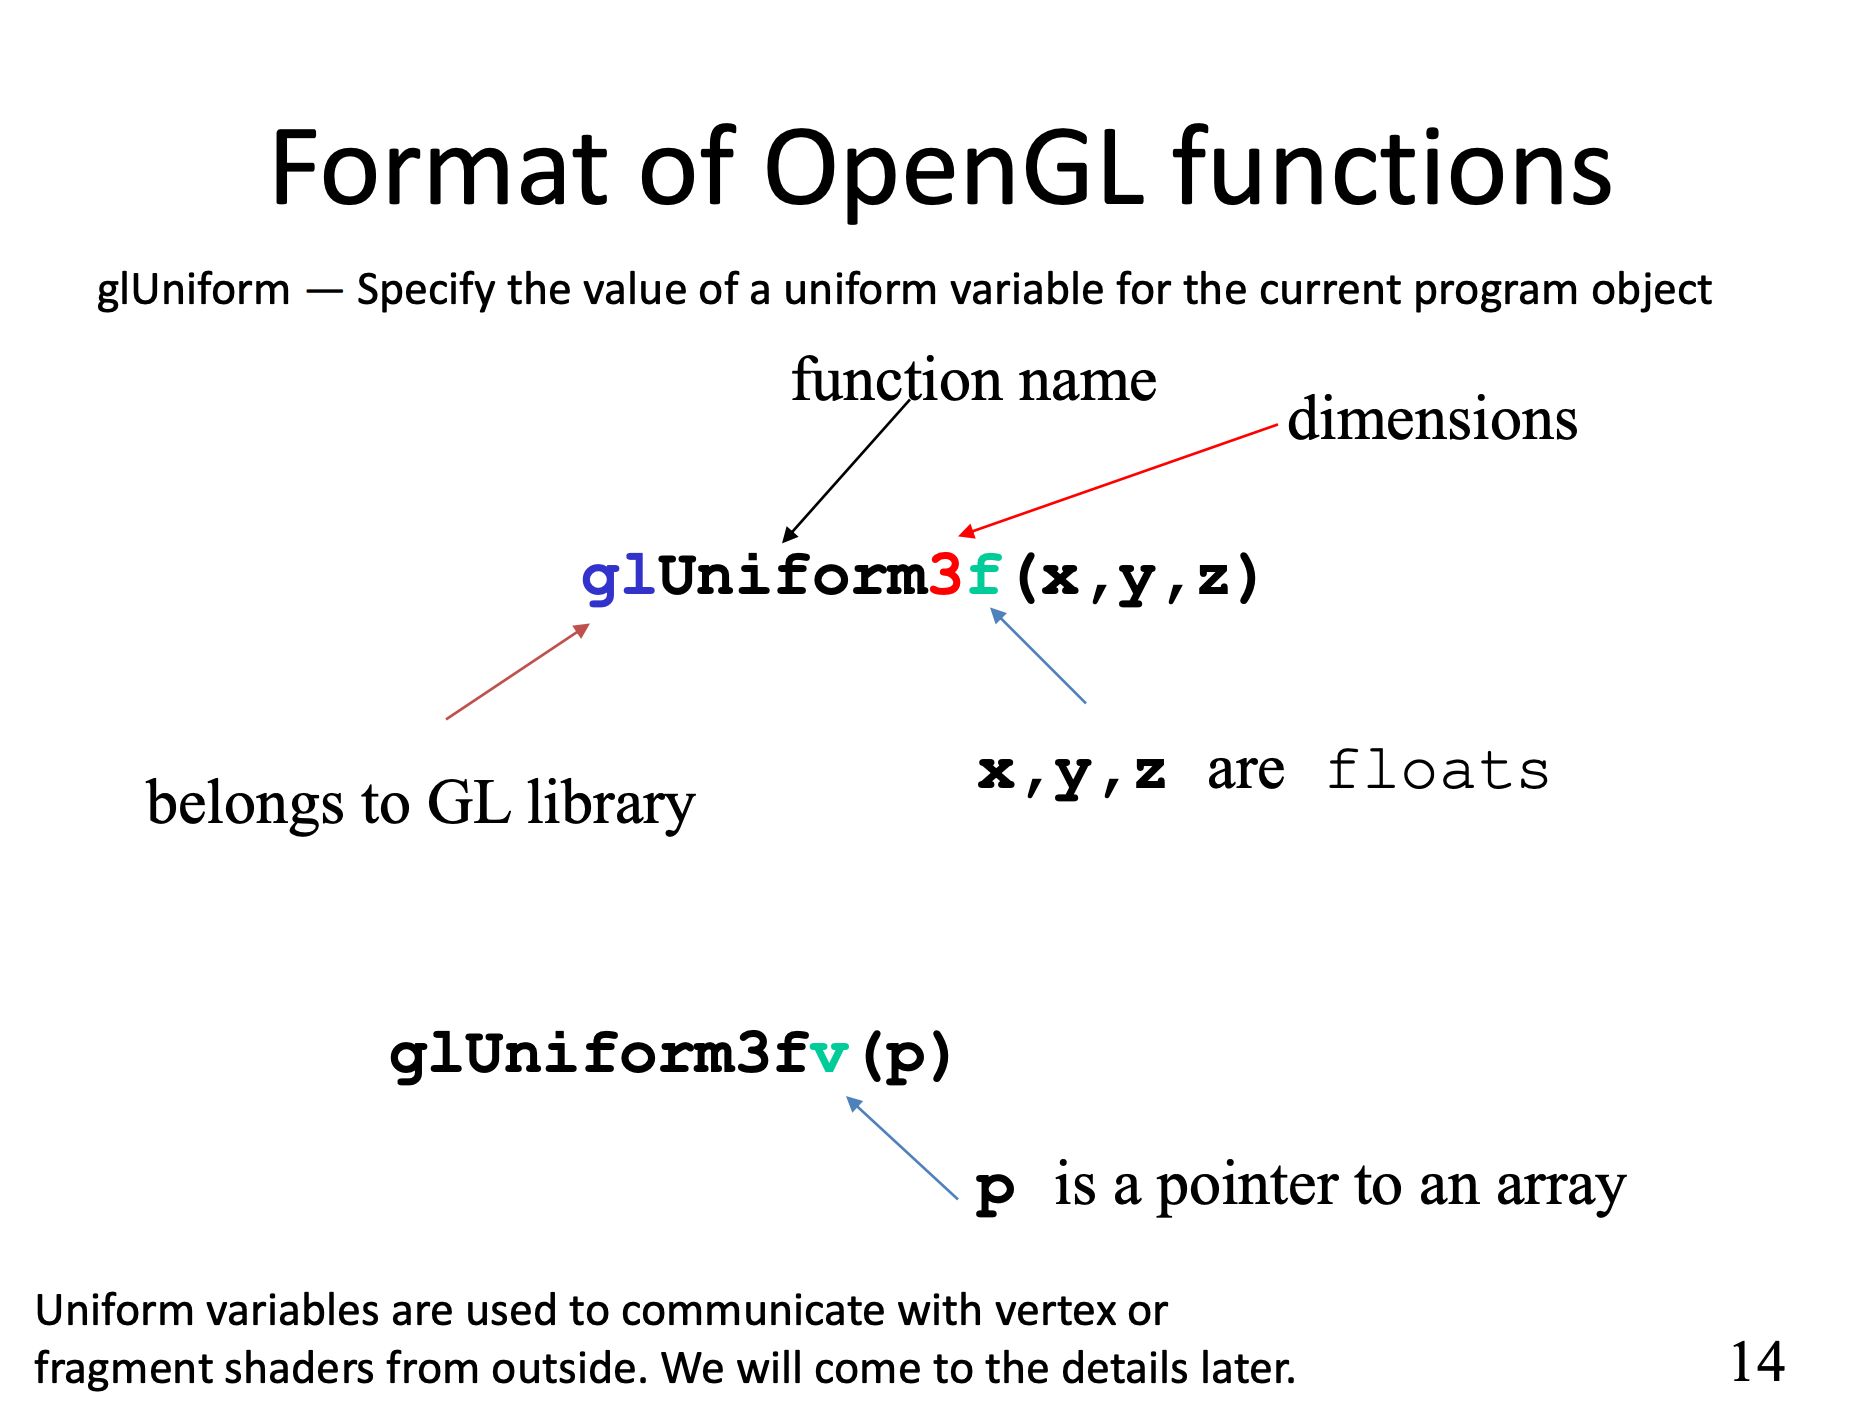 Format of OpenGL functions
glUniform — Specify the value of a uniform variable for the current program object
function name
dimensions
glUniform3f(x,y,z)
belongs to GL library
x,y,z are floats
glUniform3fv(p)
p is a pointer to an array
Uniform variables are used to communicate with vertex or
fragment shaders from outside. We will come to the details later.
14